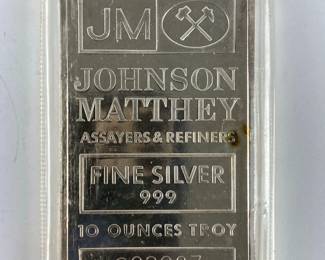 JM
JOHNSON
MATTHEY
ASSAYERS & REFINERS
FINE SILVER
999
10 OUNCES TROY